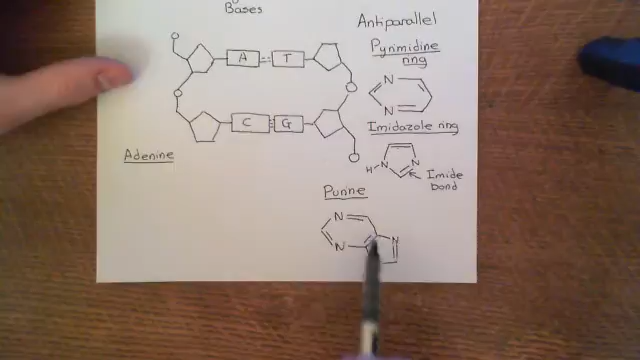 Bases
Antiparallel
Pyrimidine
ring
A T
N
N
C G
Imidazole ring
Adenine
H N N
Imide
bond
Purine
N
N N